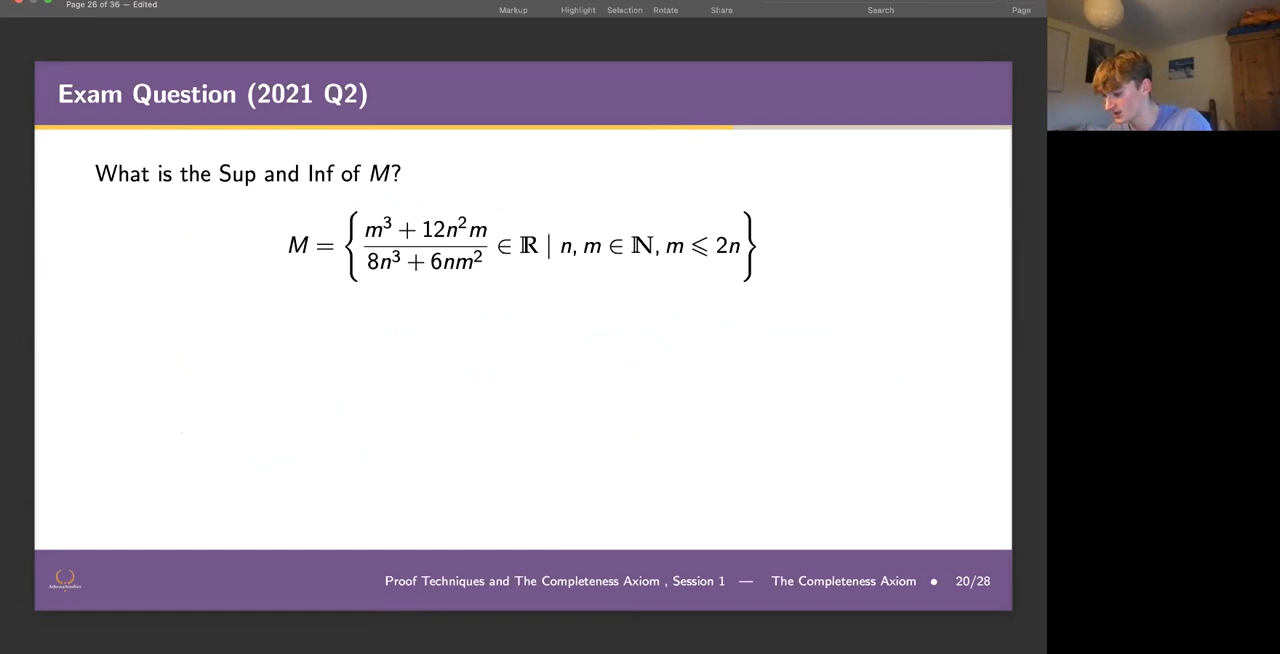 Page 26 of 36 — Edited
Markup Highlight Selection Rotate Share Search Page
Exam Question (2021 Q2)
What is the Sup and Inf of M?
M = { (m³ + 12n²m) / (8n³ + 6nm²) ∈ ℝ | n, m ∈ ℕ, m ⩽ 2n }
AthenaStudies
Proof Techniques and The Completeness Axiom , Session 1 — The Completeness Axiom • 20/28